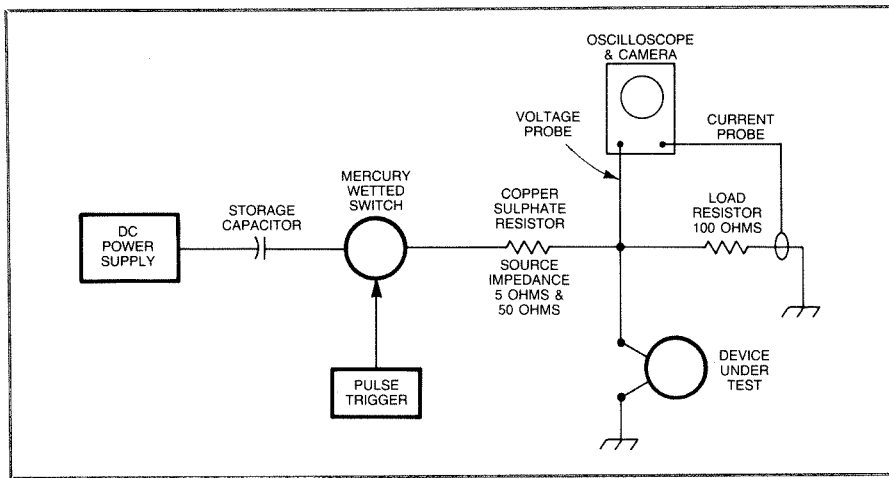 OSCILLOSCOPE
& CAMERA
VOLTAGE
PROBE
CURRENT
PROBE
MERCURY
WETTED
SWITCH
STORAGE
CAPACITOR
DC
POWER
SUPPLY
COPPER
SULPHATE
RESISTOR
SOURCE
IMPEDANCE
5 OHMS &
50 OHMS
LOAD
RESISTOR
100 OHMS
PULSE
TRIGGER
DEVICE
UNDER
TEST